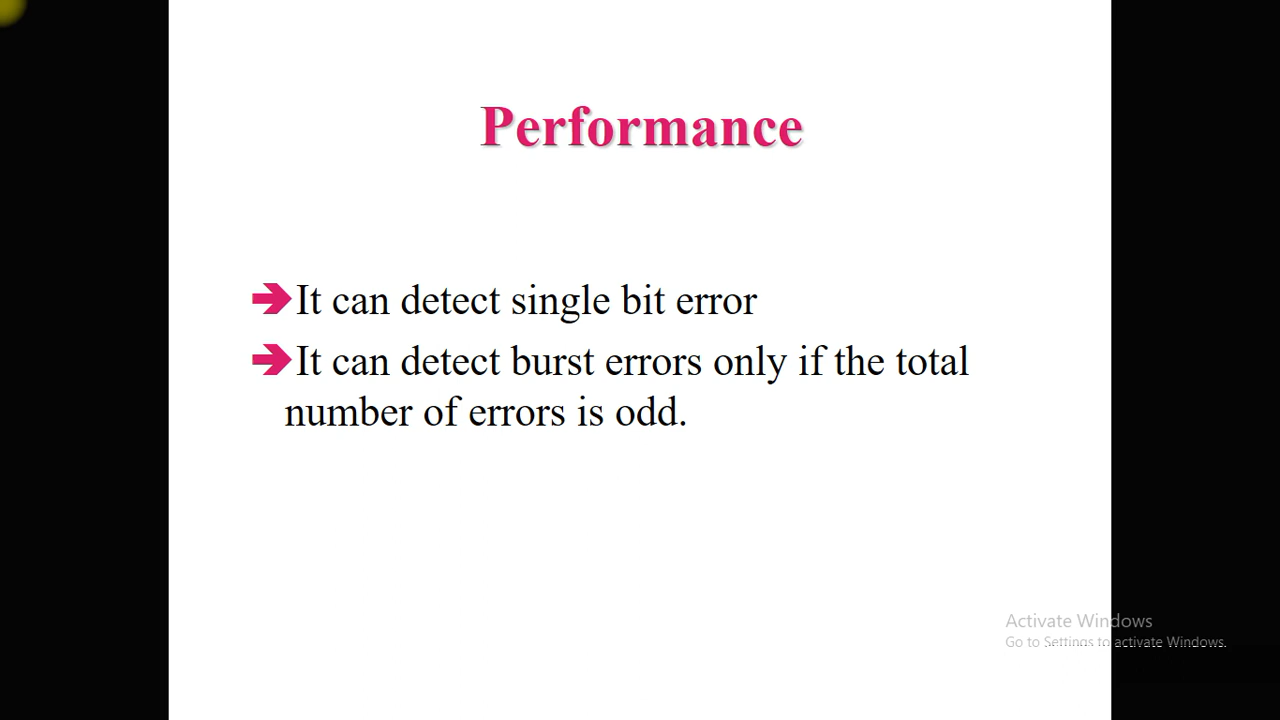 Performance
It can detect single bit error
It can detect burst errors only if the total
number of errors is odd.
Activate Windows
Go to Settings to activate Windows.